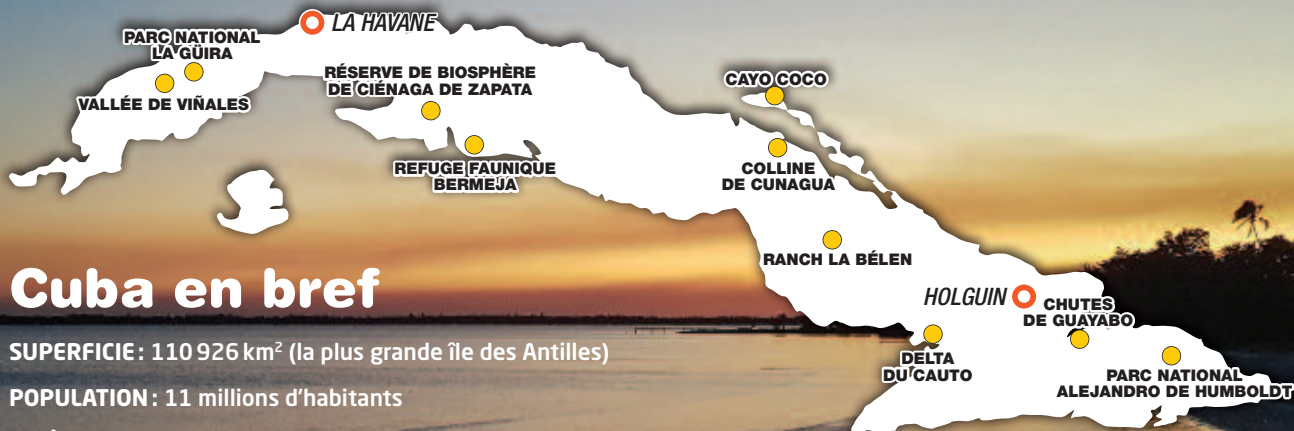 LA HAVANE
PARC NATIONAL
LA GÜIRA
VALLÉE DE VIÑALES
RÉSERVE DE BIOSPHÈRE
DE CIÉNAGA DE ZAPATA
REFUGE FAUNIQUE
BERMEJA
CAYO COCO
COLLINE
DE CUNAGUA
RANCH LA BÉLEN
HOLGUIN
CHUTES
DE GUAYABO
DELTA
DU CAUTO
PARC NATIONAL
ALEJANDRO DE HUMBOLDT
Cuba en bref
SUPERFICIE : 110 926 km² (la plus grande île des Antilles)
POPULATION : 11 millions d'habitants